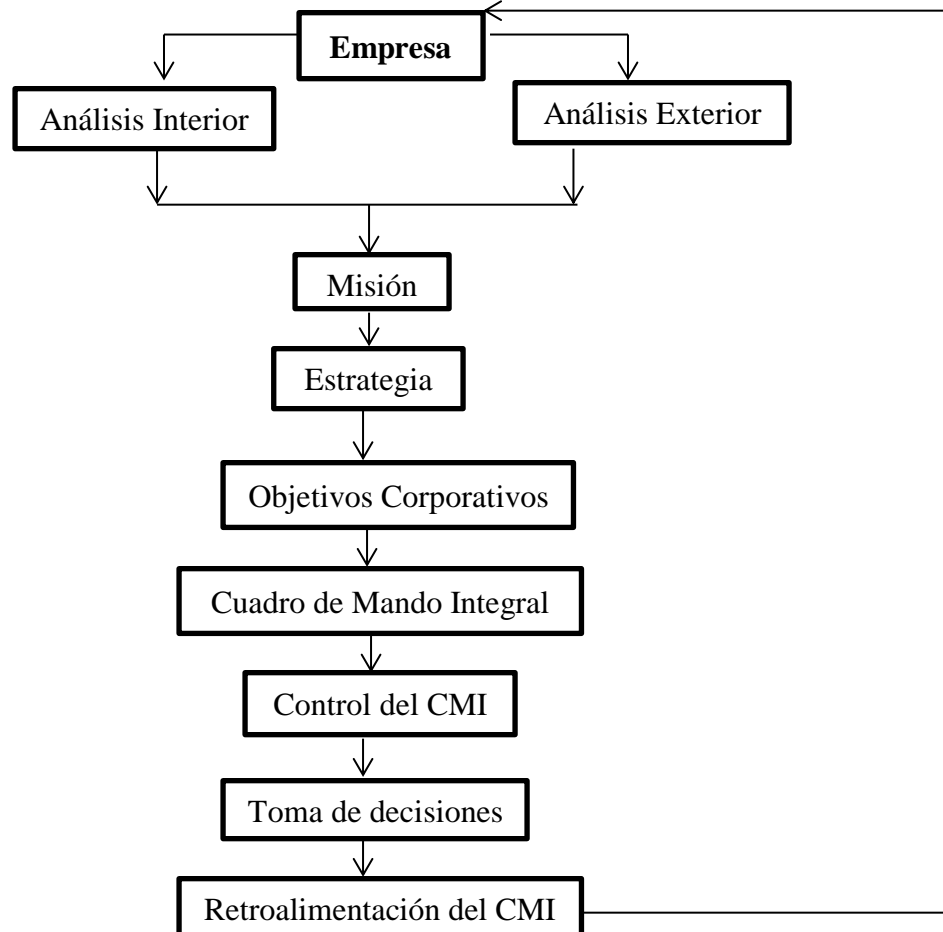 Empresa
Análisis Interior
Análisis Exterior
Misión
Estrategia
Objetivos Corporativos
Cuadro de Mando Integral
Control del CMI
Toma de decisiones
Retroalimentación del CMI